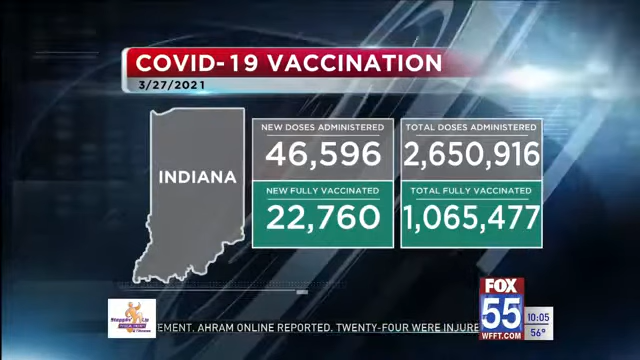 COVID-19 VACCINATION
3/27/2021
INDIANA
NEW DOSES ADMINISTERED
46,596
TOTAL DOSES ADMINISTERED
2,650,916
NEW FULLY VACCINATED
22,760
TOTAL FULLY VACCINATED
1,065,477
FOX
55
WFFT.COM
10:05
56°
EMENT. AHRAM ONLINE REPORTED. TWENTY-FOUR WERE INJURE